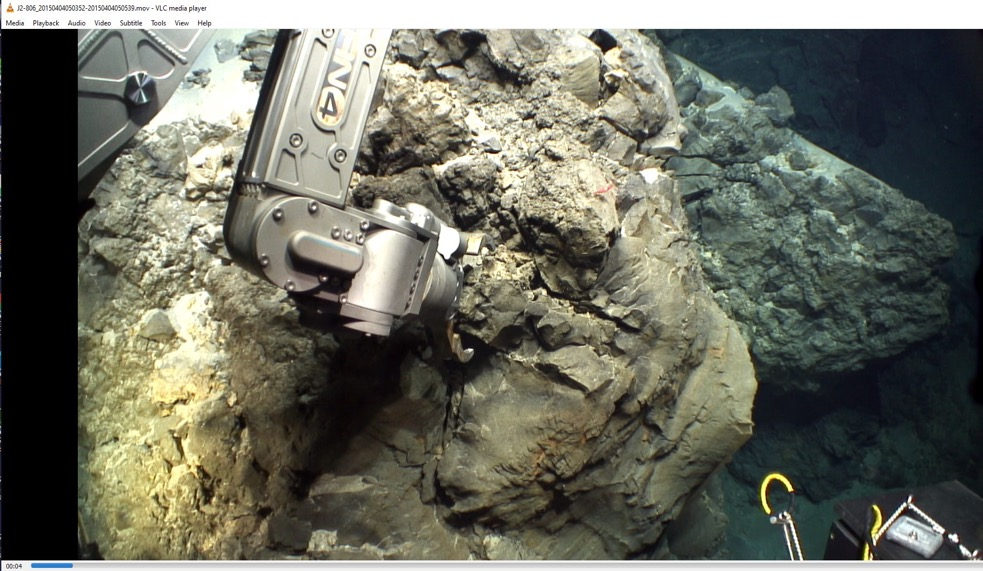 J2-806_20150404050352-20150404050539.mov - VLC media player
Media Playback Audio Video Subtitle Tools View Help
00:04